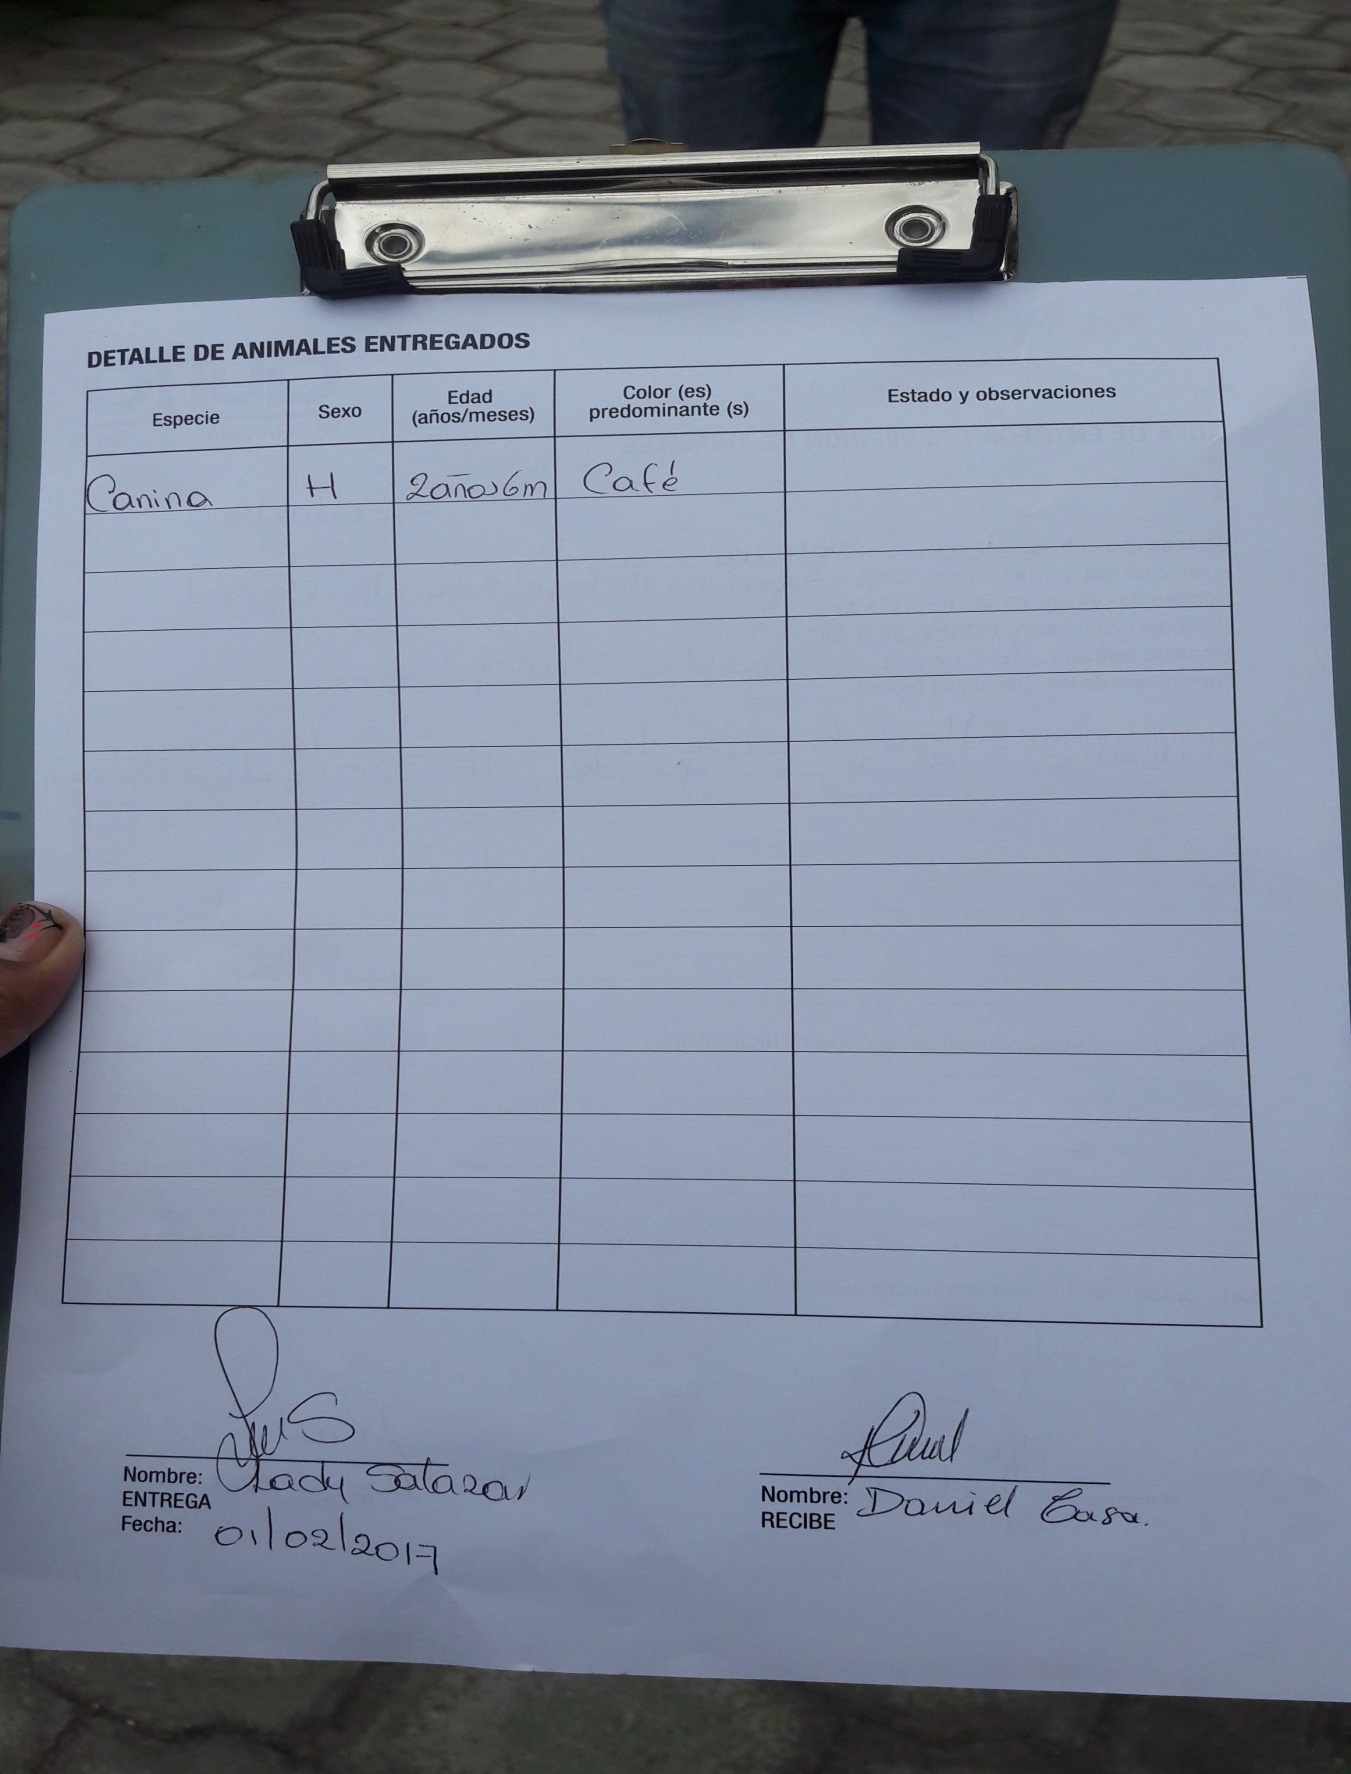 DETALLE DE ANIMALES ENTREGADOS
Especie Sexo Edad (años/meses) Color (es) predominante (s) Estado y observaciones
Canina H 2años6m Café
Nombre: Lady Salazar
ENTREGA
Fecha: 01/02/2017
Nombre: Daniel Casa.
RECIBE